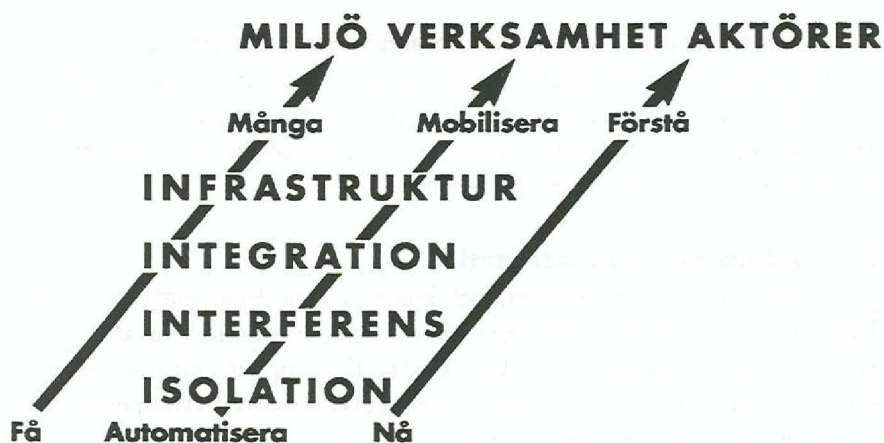 MILJÖ VERKSAMHET AKTÖRER
Många Mobilisera Förstå
INFRASTRUKTUR
INTEGRATION
INTERFERENS
ISOLATION
Få Automatisera Nå